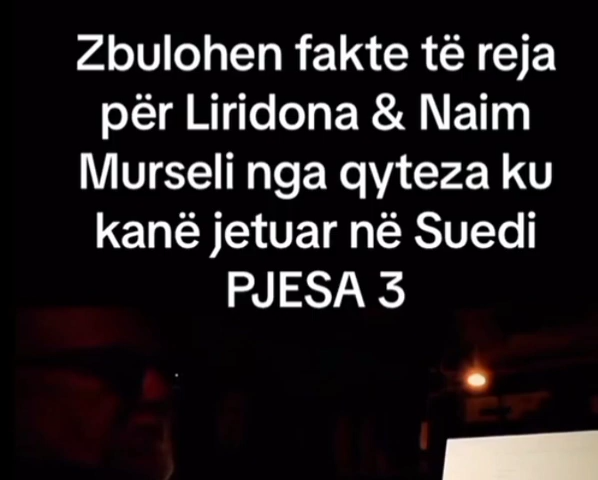 Zbulohen fakte të reja
për Liridona & Naim
Murseli nga qyteza ku
kanë jetuar në Suedi
PJESA 3